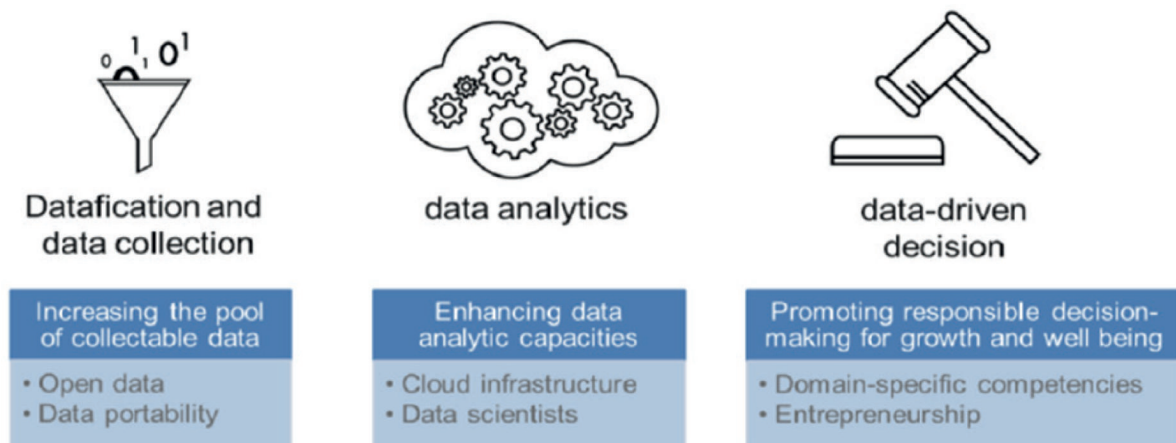 0 1 1 0 1
Datafication and
data collection
data analytics
data-driven
decision
Increasing the pool
of collectable data
• Open data
• Data portability
Enhancing data
analytic capacities
• Cloud infrastructure
• Data scientists
Promoting responsible decision-
making for growth and well being
• Domain-specific competencies
• Entrepreneurship